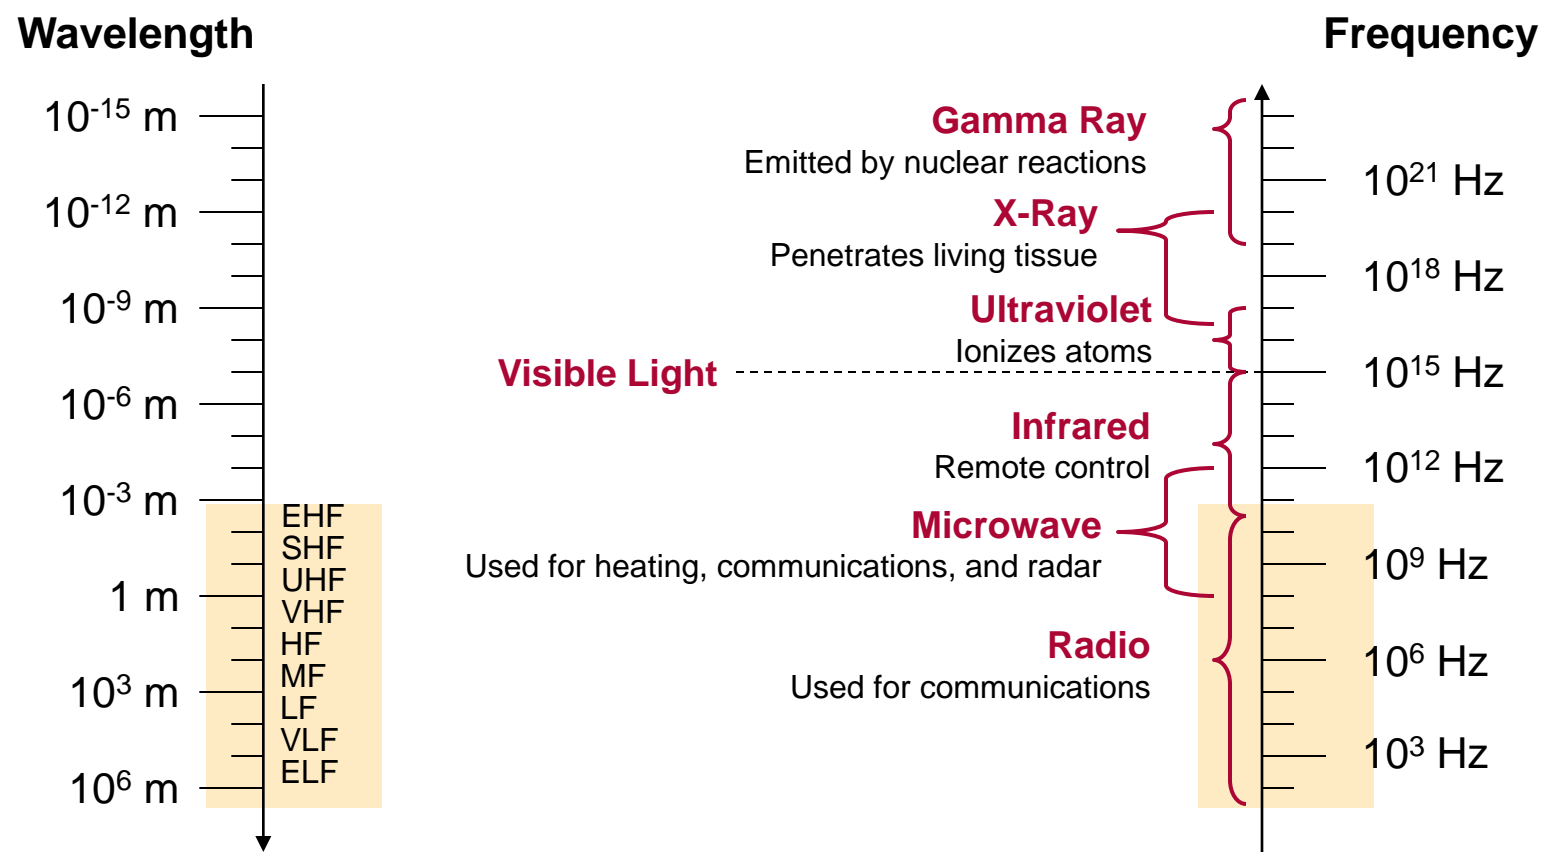 Wavelength
10⁻¹⁵ m
10⁻¹² m
10⁻⁹ m
10⁻⁶ m
10⁻³ m
1 m
10³ m
10⁶ m
EHF
SHF
UHF
VHF
HF
MF
LF
VLF
ELF
Gamma Ray
Emitted by nuclear reactions
X-Ray
Penetrates living tissue
Ultraviolet
Ionizes atoms
Visible Light
Infrared
Remote control
Microwave
Used for heating, communications, and radar
Radio
Used for communications
Frequency
10²¹ Hz
10¹⁸ Hz
10¹⁵ Hz
10¹² Hz
10⁹ Hz
10⁶ Hz
10³ Hz